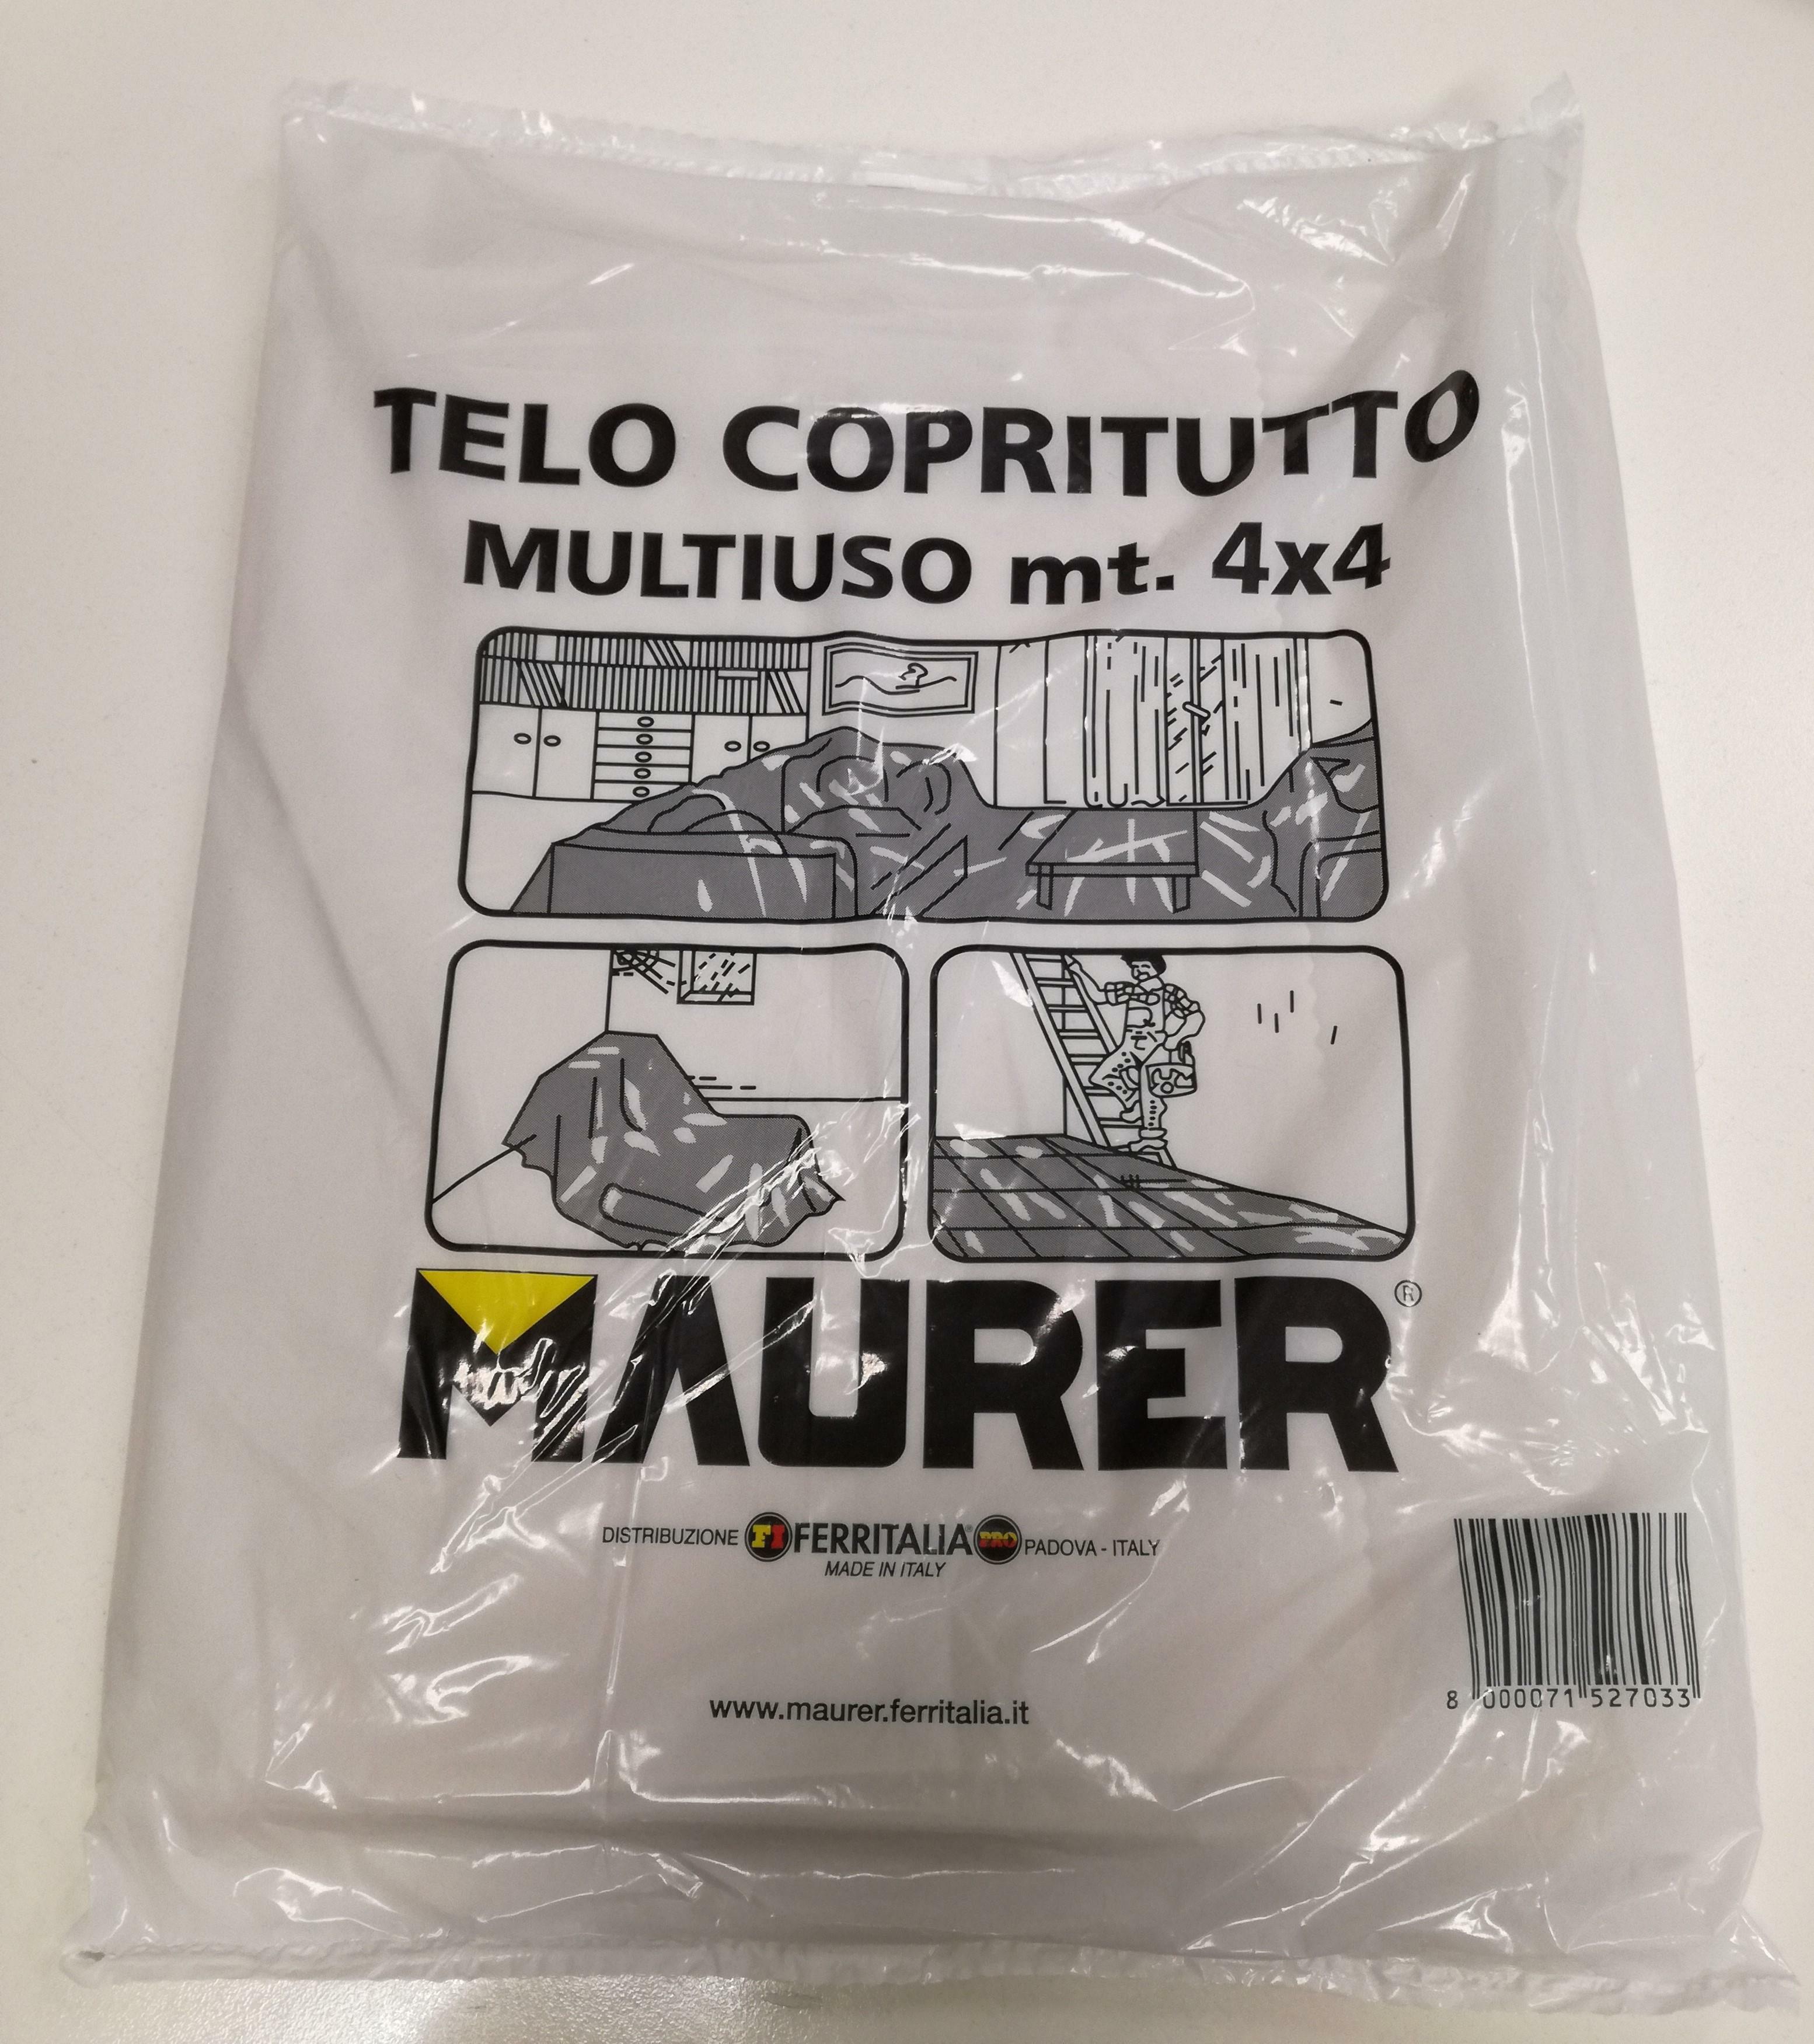 TELO COPRITUTTO
MULTIUSO mt. 4x4
MAURER ®
DISTRIBUZIONE FI FERRITALIA PRO PADOVA - ITALY
MADE IN ITALY
www.maurer.ferritalia.it
8 000071 527033